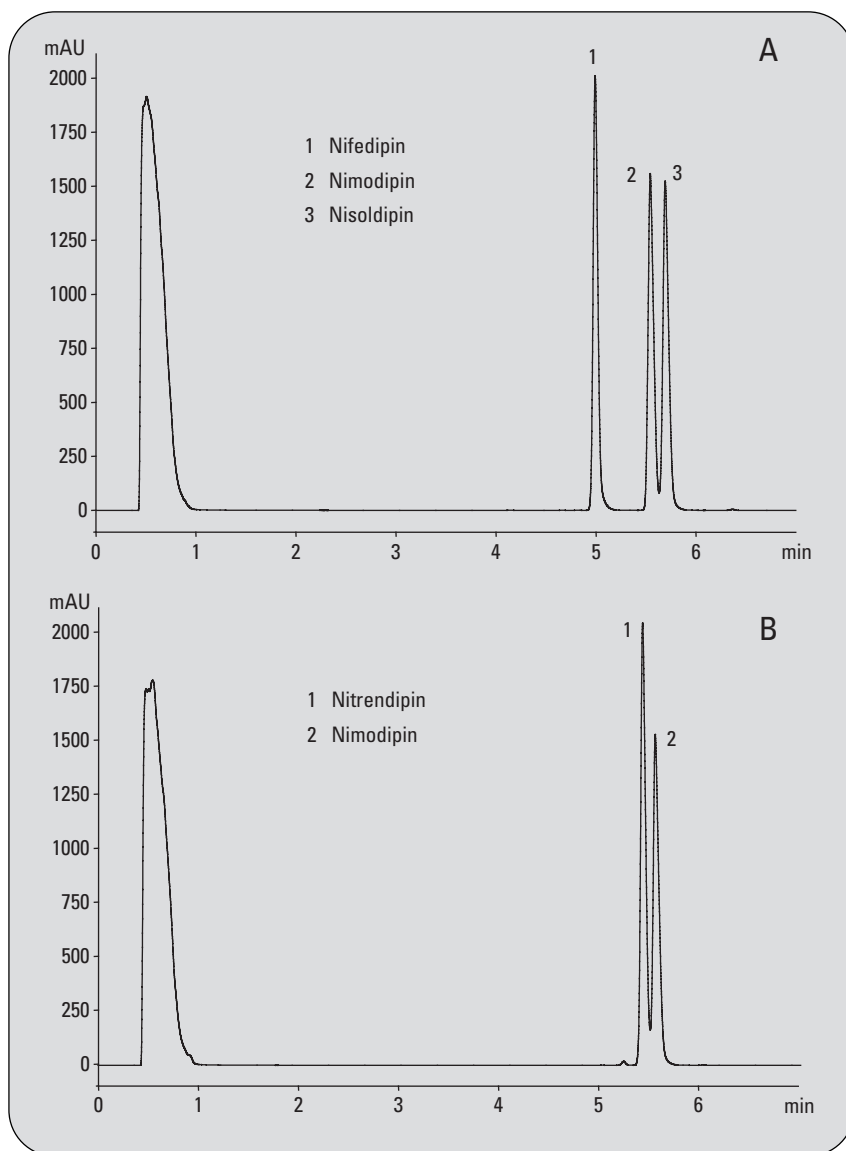 mAU
A
2000
1750
1500
1250
1000
750
500
250
0
1
2 3
1 Nifedipin
2 Nimodipin
3 Nisoldipin
0 1 2 3 4 5 6 min
mAU
B
2000
1750
1500
1250
1000
750
500
250
0
1
2
1 Nitrendipin
2 Nimodipin
0 1 2 3 4 5 6 min